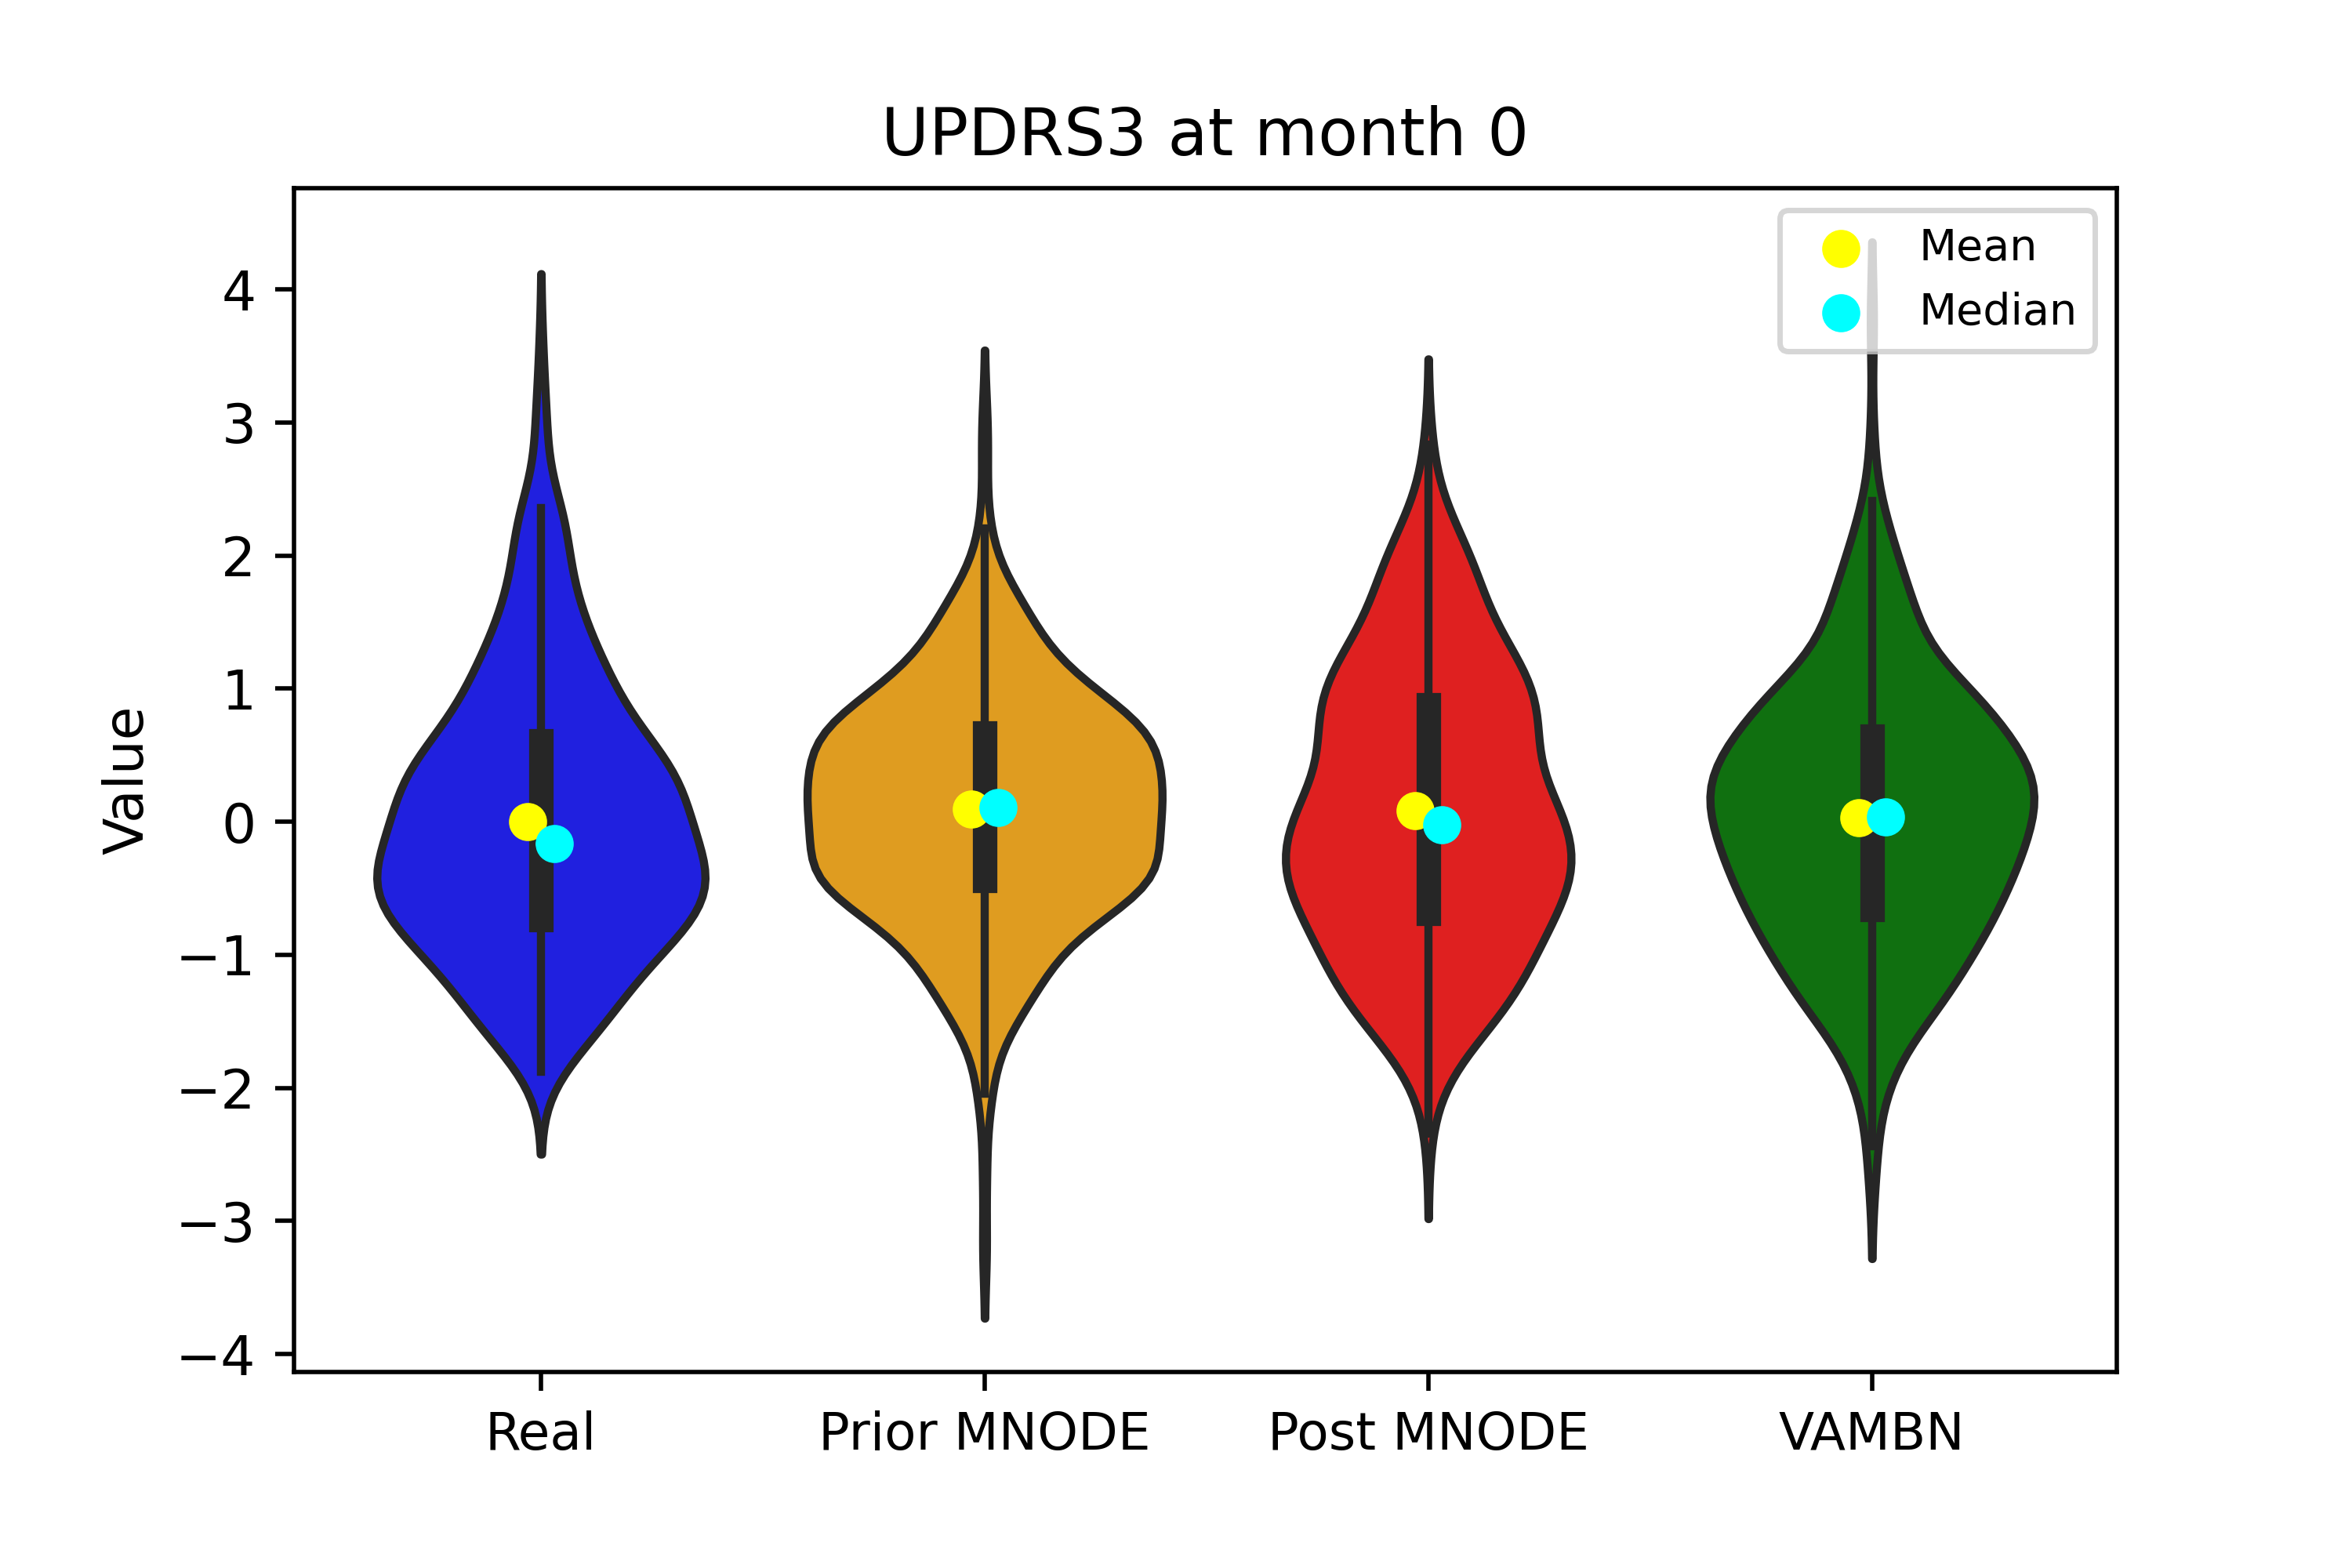 UPDRS3 at month 0
Mean
Median
Value
4
3
2
1
0
−1
−2
−3
−4
Real
Prior MNODE
Post MNODE
VAMBN